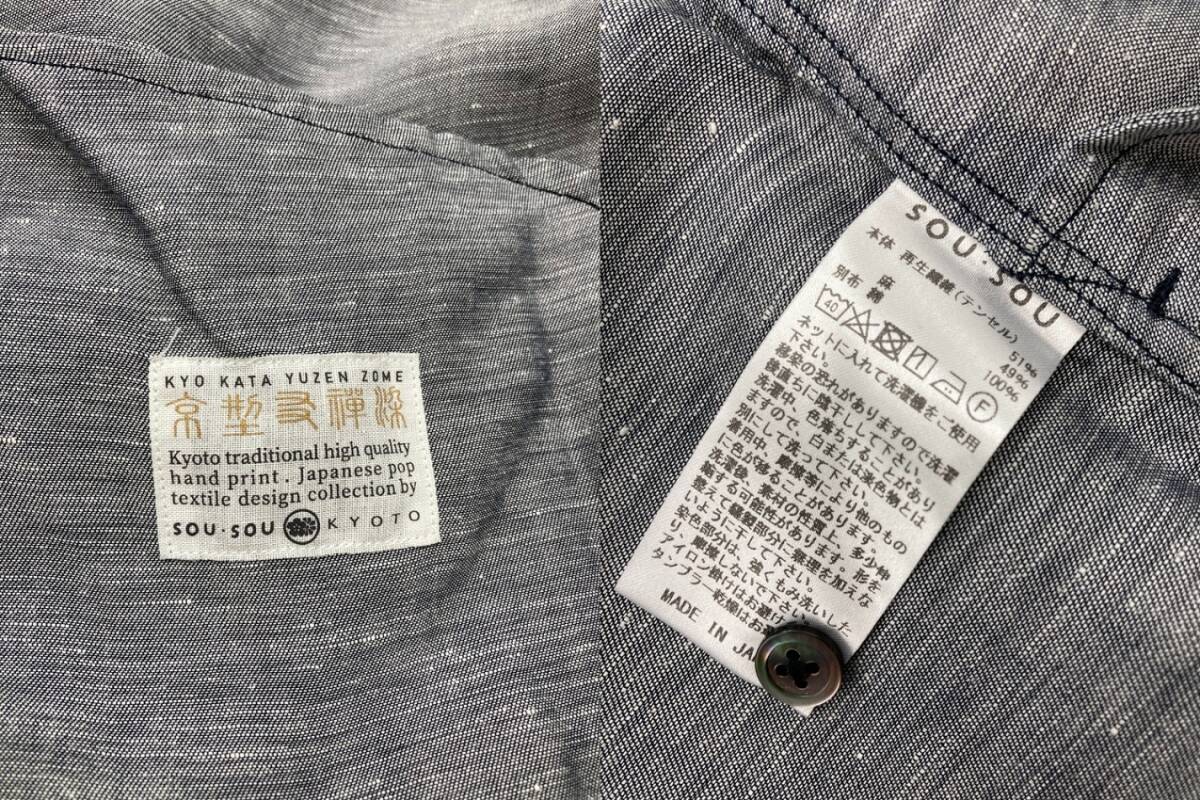 KYO KATA YUZEN ZOME
京型友禅染
Kyoto traditional high quality
hand print . Japanese pop
textile design collection by
SOU・SOU KYOTO
SOU・SOU
本体 再生繊維(テンセル) 51%
麻 49%
別布 綿 100%
40
F
ネットに入れて洗濯機をご使用
下さい。
移染の恐れがありますので洗濯
後直ちに陰干しして下さい。
洗濯中、色落ちすることがあり
ますので、白または淡色物とは
別にして洗って下さい。
着用中、摩擦等により他のもの
に色が移ることがあります。
洗濯後、素材の性質上、多少伸
縮する可能性があります。形を
整えて縫製部分に無理を加えな
いように干して下さい。
染色部分は、強くもみ洗いした
り、摩擦しないで下さい。
アイロン掛けはお避け
タンブラー乾燥はお
MADE IN JA